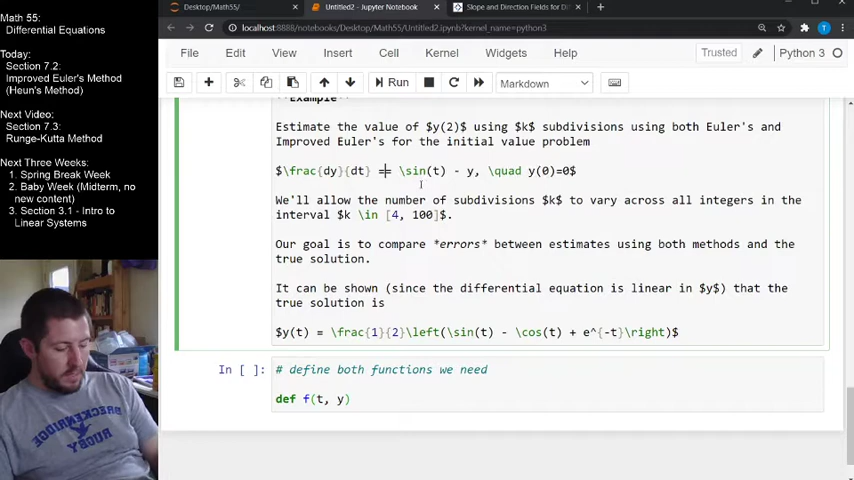 Math 55:
Differential Equations
Today:
Section 7.2:
Improved Euler's Method
(Heun's Method)
Next Video:
Section 7.3:
Runge-Kutta Method
Next Three Weeks:
1. Spring Break Week
2. Baby Week (Midterm, no
new content)
3. Section 3.1 - Intro to
Linear Systems
Desktop/Math55/
Untitled2 - Jupyter Notebook
Slope and Direction Fields for Di
localhost:8888/notebooks/Desktop/Math55/Untitled2.ipynb?kernel_name=python3
File Edit View Insert Cell Kernel Widgets Help Trusted Python 3
Run Markdown
**Example**
Estimate the value of $y(2)$ using $k$ subdivisions using both Euler's and
Improved Euler's for the initial value problem
$\frac{dy}{dt} = \sin(t) - y, \quad y(0)=0$
We'll allow the number of subdivisions $k$ to vary across all integers in the
interval $k \in [4, 100]$.
Our goal is to compare *errors* between estimates using both methods and the
true solution.
It can be shown (since the differential equation is linear in $y$) that the
true solution is
$y(t) = \frac{1}{2}\left(\sin(t) - \cos(t) + e^{-t}\right)$
In [ ]: # define both functions we need
def f(t, y)
BRECKENRIDGE
RUGBY